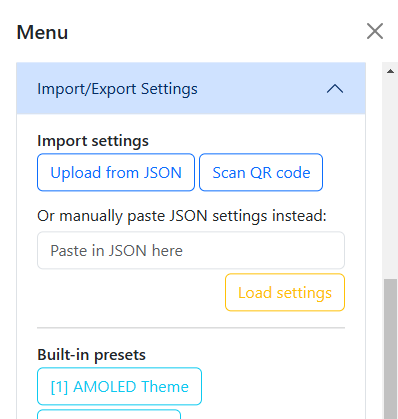 Menu
Import/Export Settings
Import settings
Upload from JSON Scan QR code
Or manually paste JSON settings instead:
Paste in JSON here
Load settings
Built-in presets
[1] AMOLED Theme